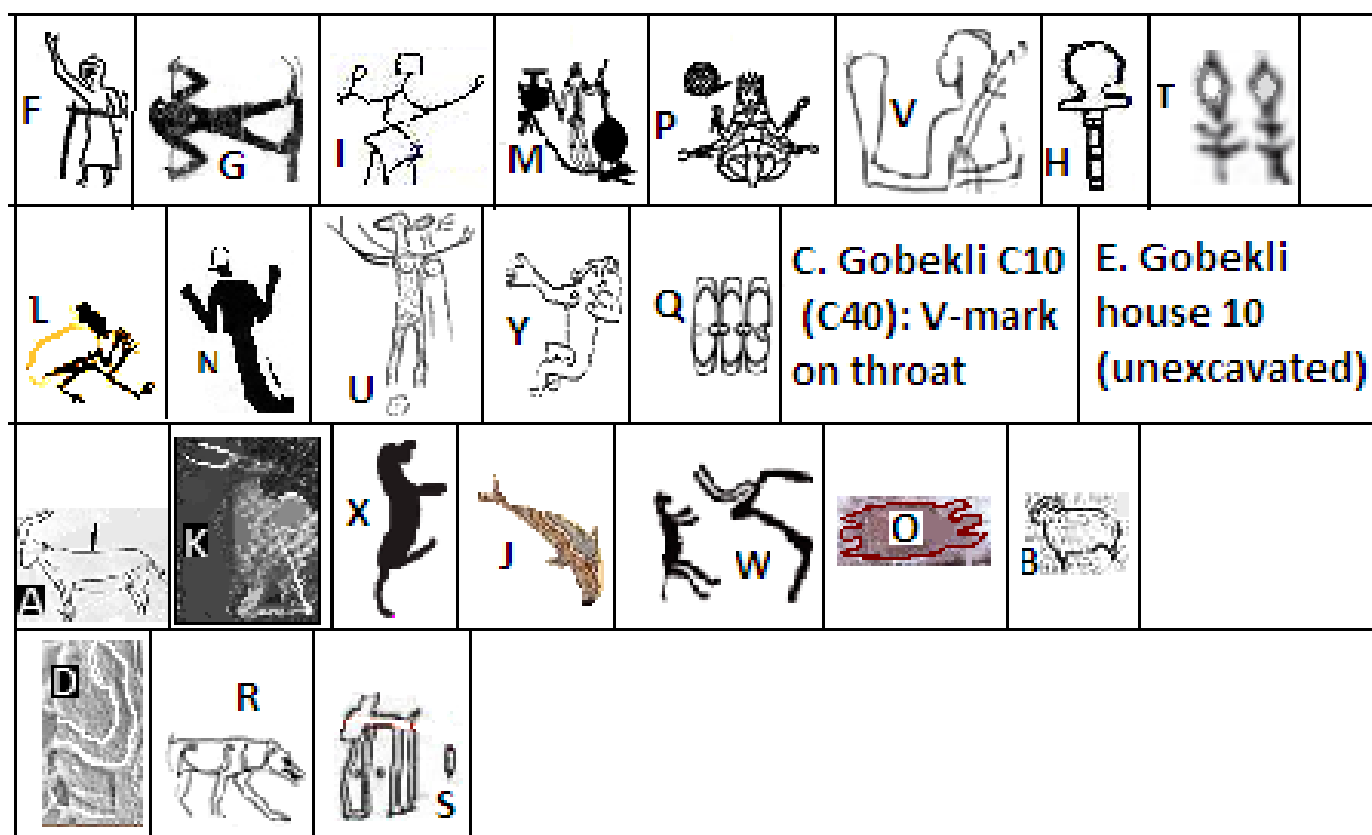 F G I M P V H T
L N U Y Q C. Gobekli C10 (C40): V-mark on throat E. Gobekli house 10 (unexcavated)
A K X J W O B
D R S